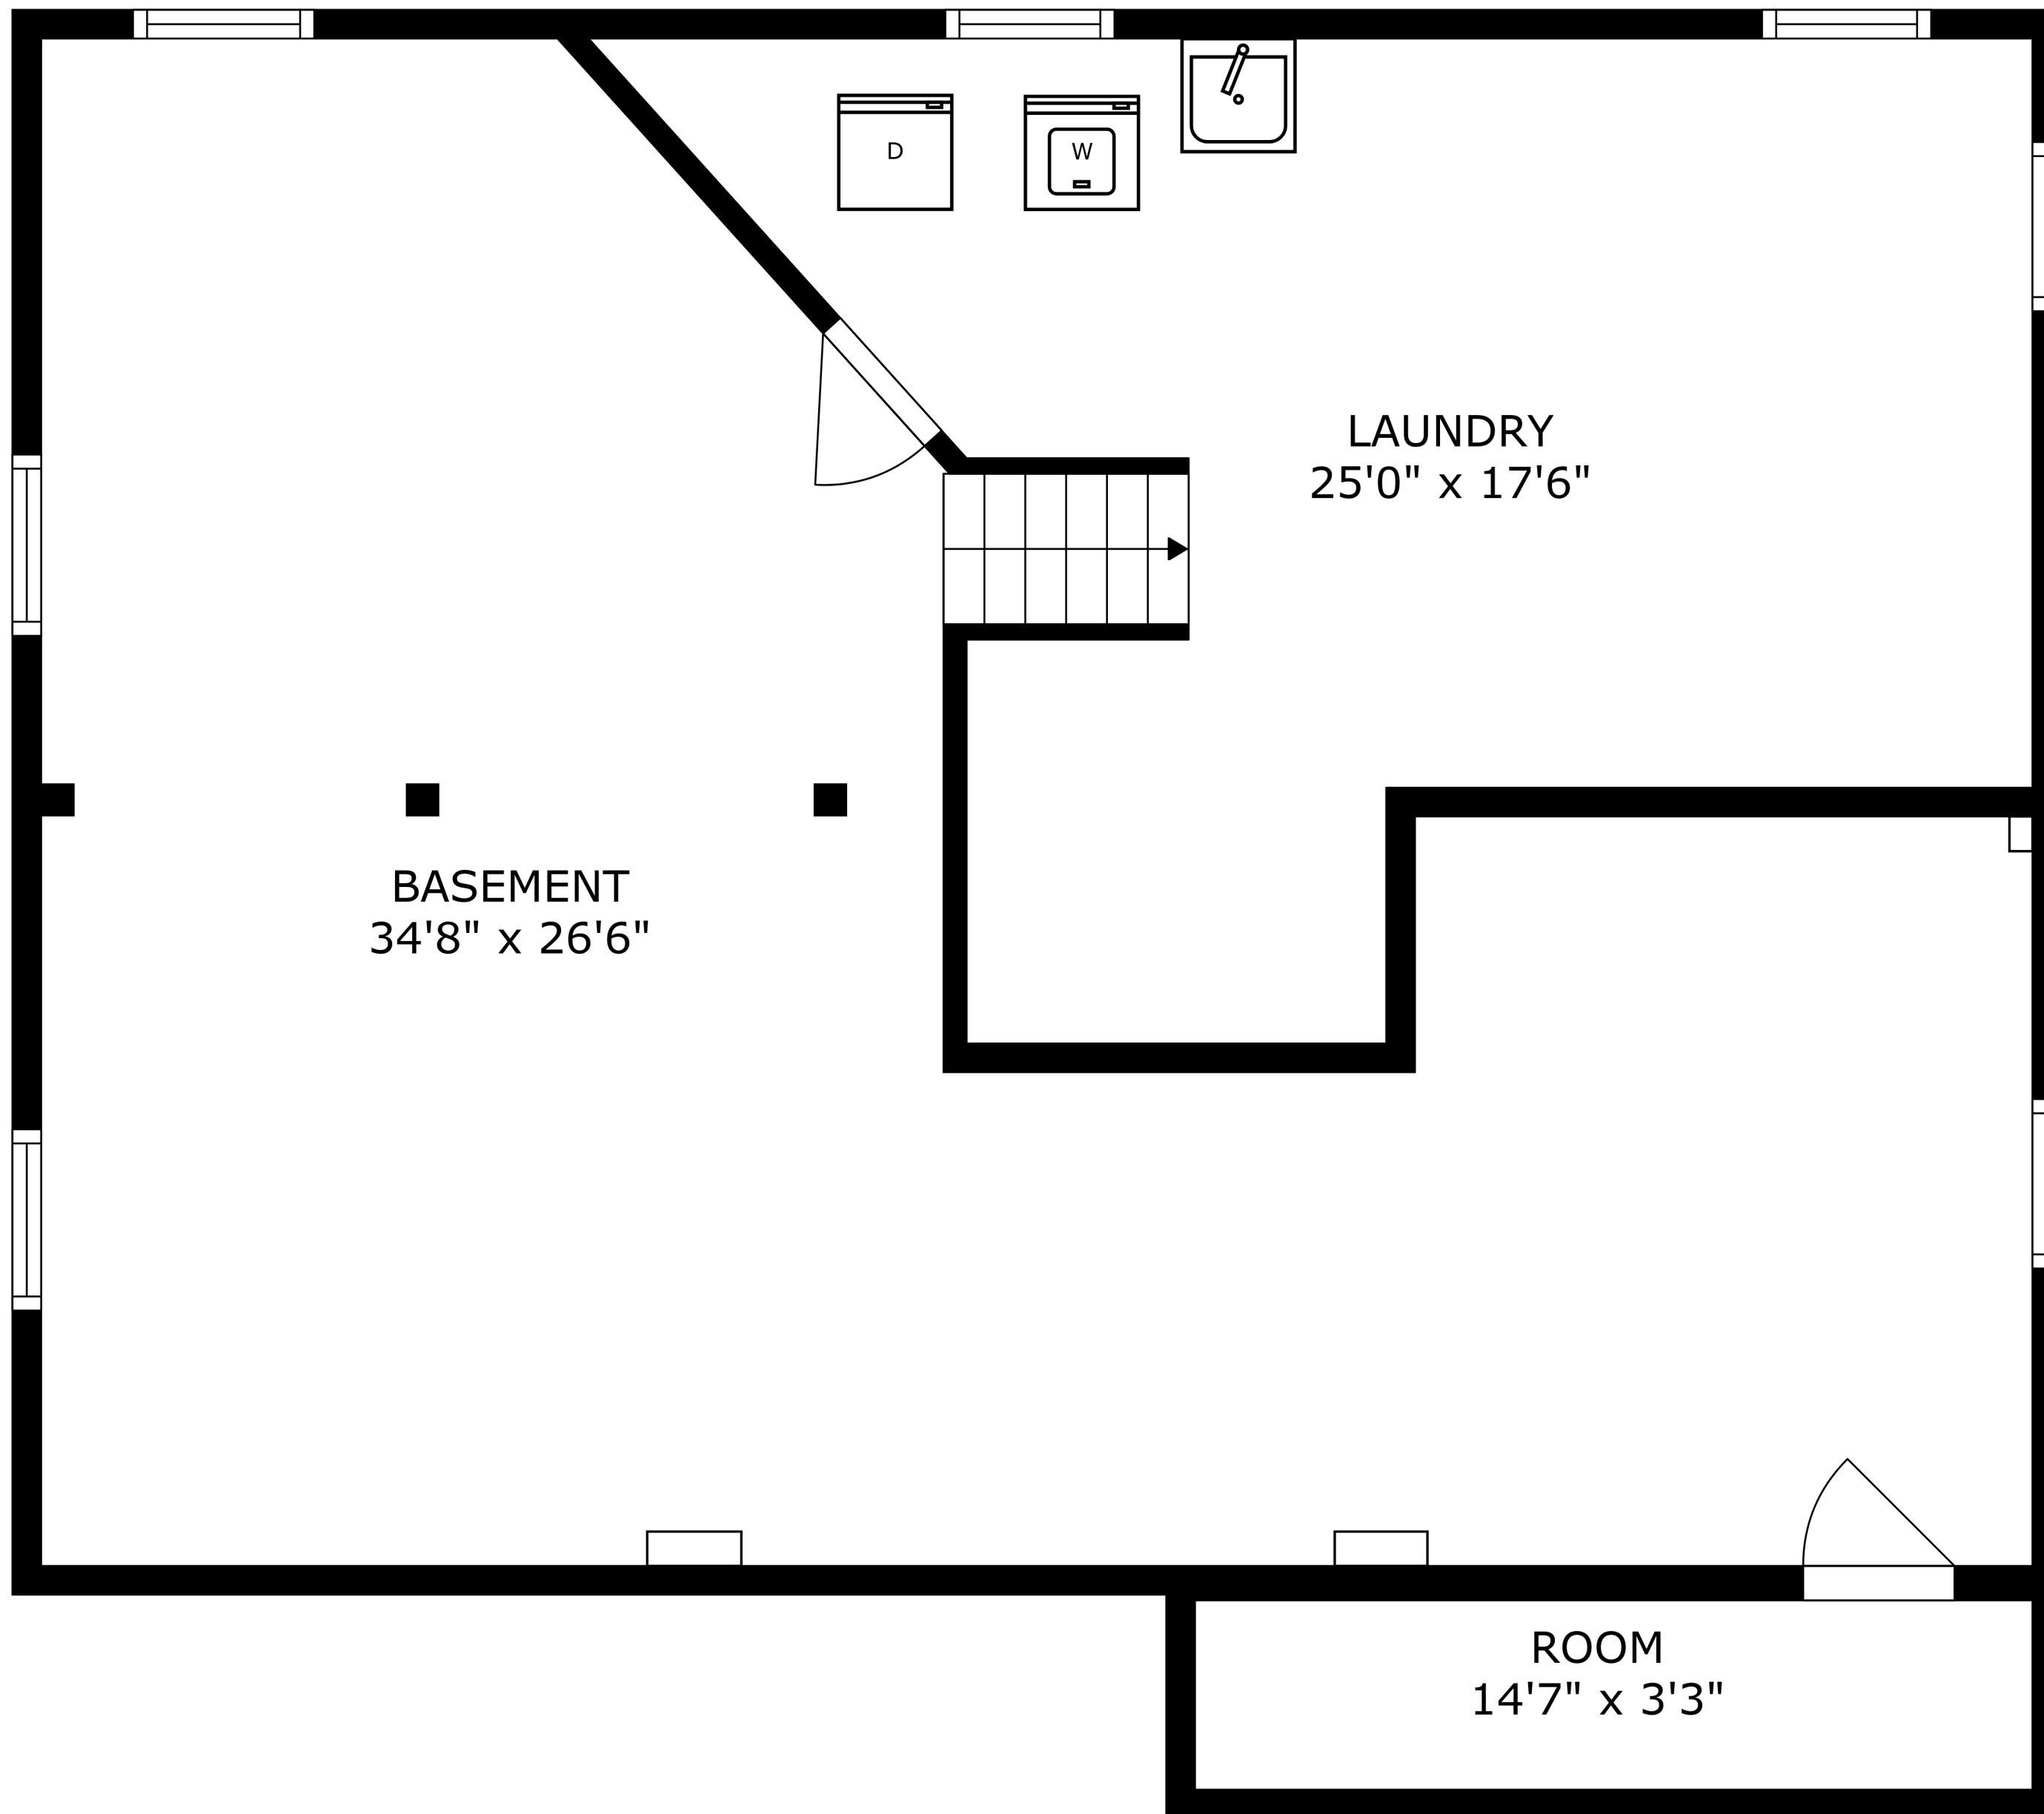 D
W
LAUNDRY
25'0" x 17'6"
BASEMENT
34'8" x 26'6"
ROOM
14'7" x 3'3"